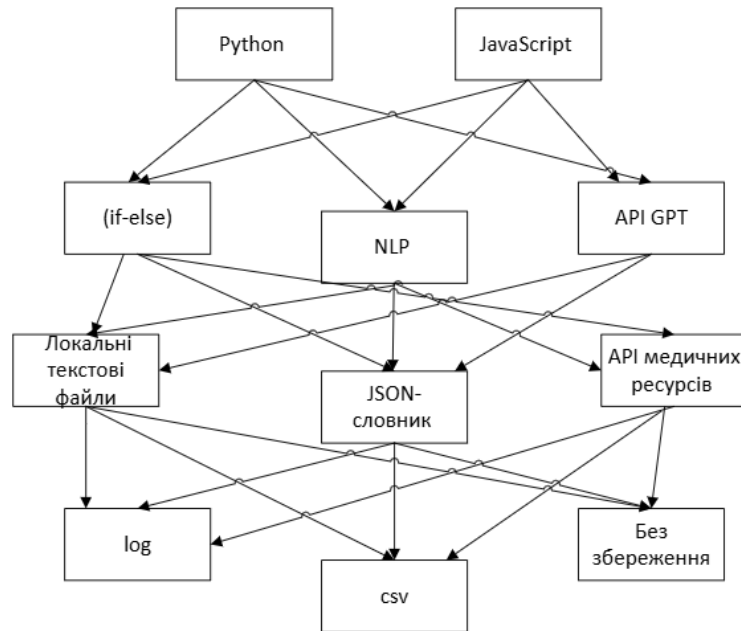 Python
JavaScript
(if-else)
NLP
API GPT
Локальні
текстові
файли
JSON-
словник
API медичних
ресурсів
log
csv
Без
збереження